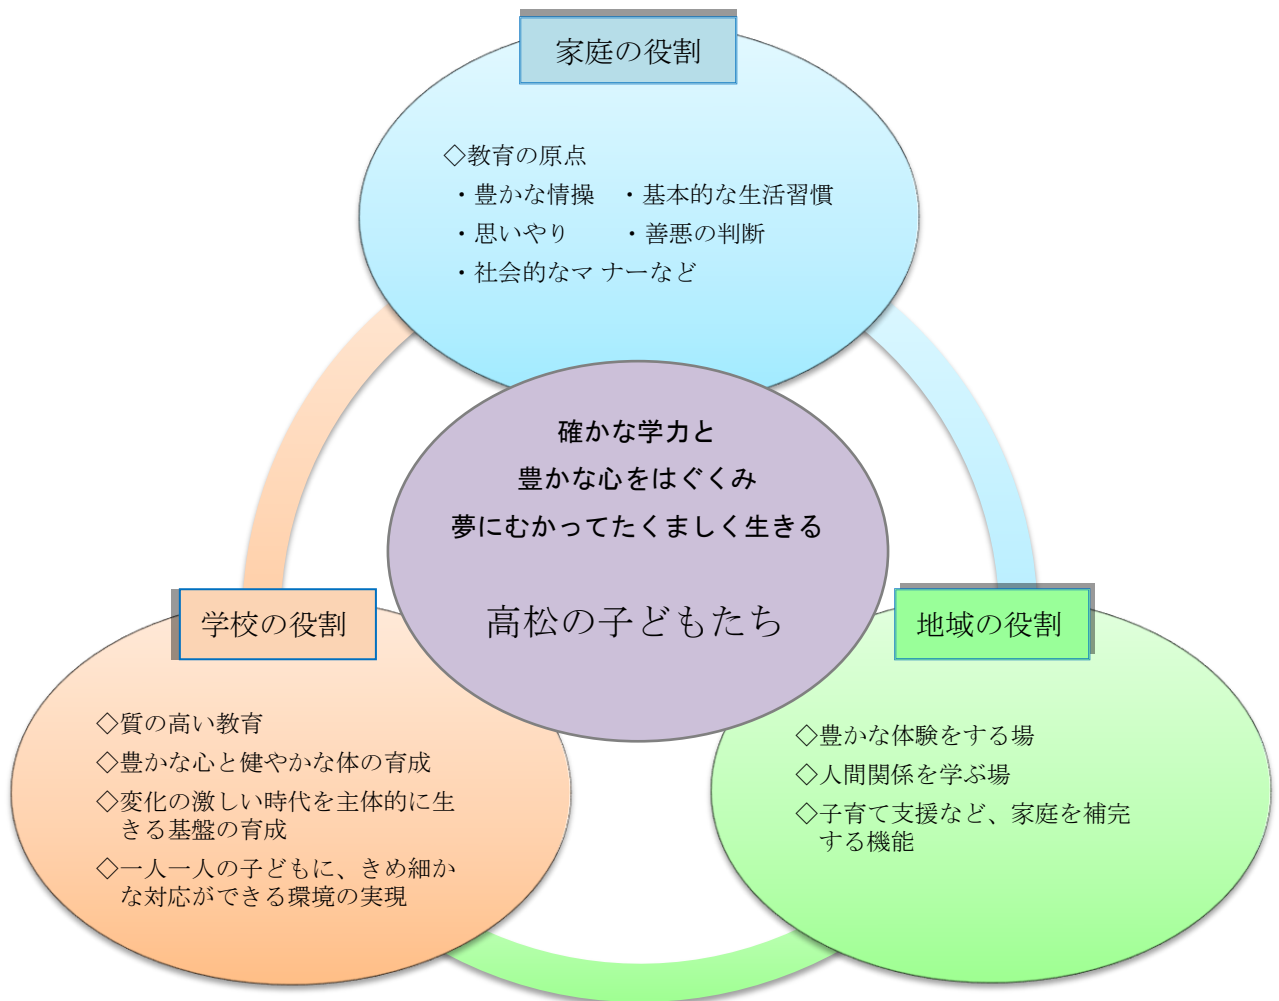 家庭の役割
◇教育の原点
・豊かな情操　・基本的な生活習慣
・思いやり　　・善悪の判断
・社会的なマナーなど
確かな学力と
豊かな心をはぐくみ
夢にむかってたくましく生きる
高松の子どもたち
学校の役割
◇質の高い教育
◇豊かな心と健やかな体の育成
◇変化の激しい時代を主体的に生
きる基盤の育成
◇一人一人の子どもに、きめ細か
な対応ができる環境の実現
地域の役割
◇豊かな体験をする場
◇人間関係を学ぶ場
◇子育て支援など、家庭を補完
する機能